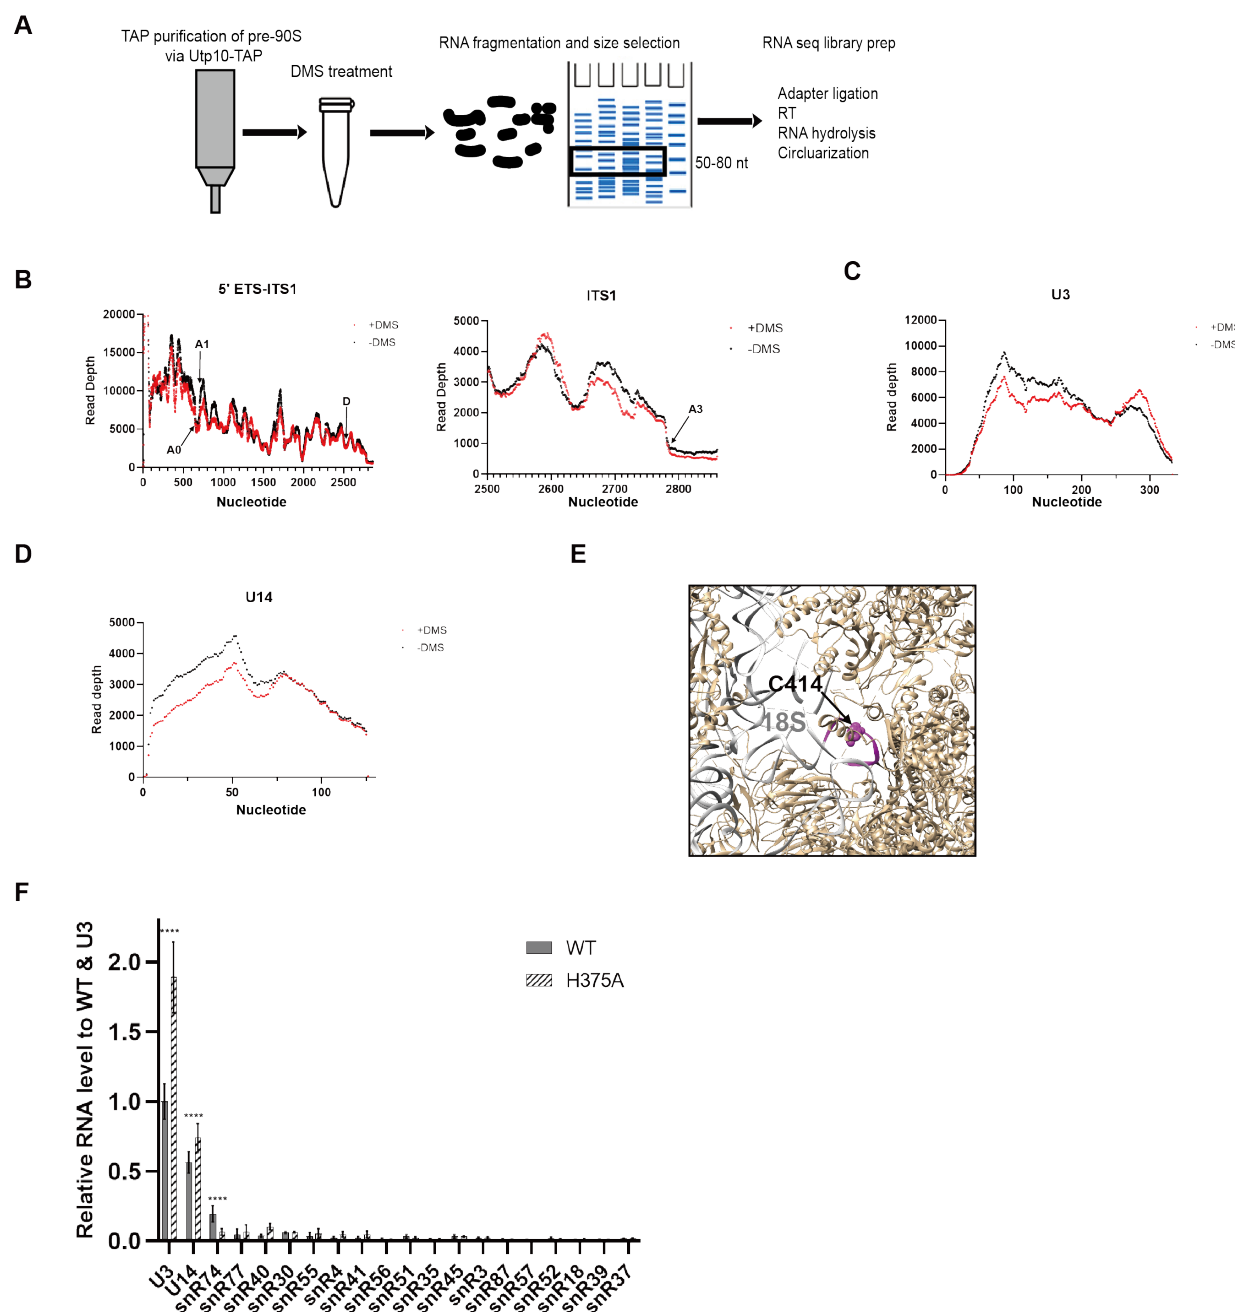 A
TAP purification of pre-90S
via Utp10-TAP
DMS treatment
RNA fragmentation and size selection
50-80 nt
RNA seq library prep
Adapter ligation
RT
RNA hydrolysis
Circluarization
B
5' ETS-ITS1
Read Depth
20000
15000
10000
5000
0
A1
A0
D
+DMS
-DMS
0 500 1000 1500 2000 2500
Nucleotide
ITS1
Read Depth
5000
4000
3000
2000
1000
0
A3
+DMS
-DMS
2500 2600 2700 2800
Nucleotide
C
U3
Read depth
12000
10000
8000
6000
4000
2000
0
+DMS
-DMS
0 100 200 300
Nucleotide
D
U14
Read depth
5000
4000
3000
2000
1000
0
+DMS
-DMS
0 50 100
Nucleotide
E
C414
18S
F
Relative RNA level to WT & U3
2.0
1.5
1.0
0.5
0.0
****
****
****
WT
H375A
U3
U14
snR74
snR77
snR40
snR30
snR55
snR4
snR41
snR56
snR51
snR35
snR45
snR3
snR87
snR57
snR52
snR18
snR39
snR37